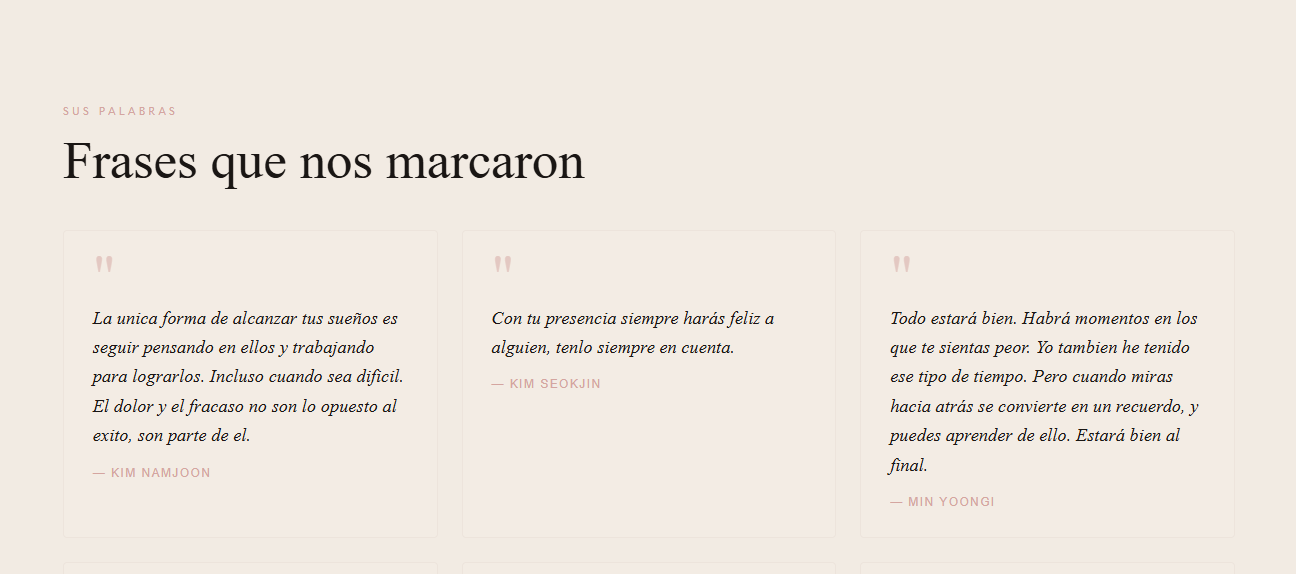 SUS PALABRAS
Frases que nos marcaron
"
La unica forma de alcanzar tus sueños es
seguir pensando en ellos y trabajando
para lograrlos. Incluso cuando sea difícil.
El dolor y el fracaso no son lo opuesto al
exito, son parte de el.
— KIM NAMJOON
"
Con tu presencia siempre harás feliz a
alguien, tenlo siempre en cuenta.
— KIM SEOKJIN
"
Todo estará bien. Habrá momentos en los
que te sientas peor. Yo tambien he tenido
ese tipo de tiempo. Pero cuando miras
hacia atrás se convierte en un recuerdo, y
puedes aprender de ello. Estará bien al
final.
— MIN YOONGI